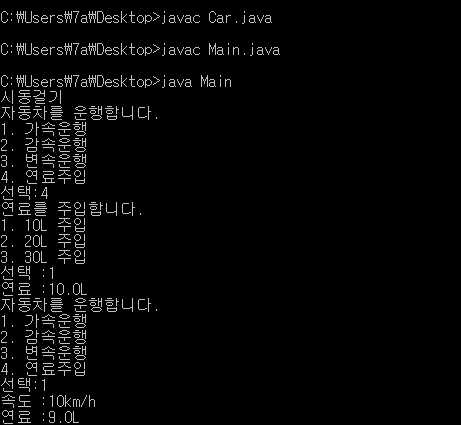 C:₩Users₩7a₩Desktop>javac Car.java
C:₩Users₩7a₩Desktop>javac Main.java
C:₩Users₩7a₩Desktop>java Main
시동걸기
자동차를 운행합니다.
1. 가속운행
2. 감속운행
3. 변속운행
4. 연료주입
선택:4
연료를 주입합니다.
1. 10L 주입
2. 20L 주입
3. 30L 주입
선택 :1
연료 :10.0L
자동차를 운행합니다.
1. 가속운행
2. 감속운행
3. 변속운행
4. 연료주입
선택:1
속도 :10km/h
연료 :9.0L